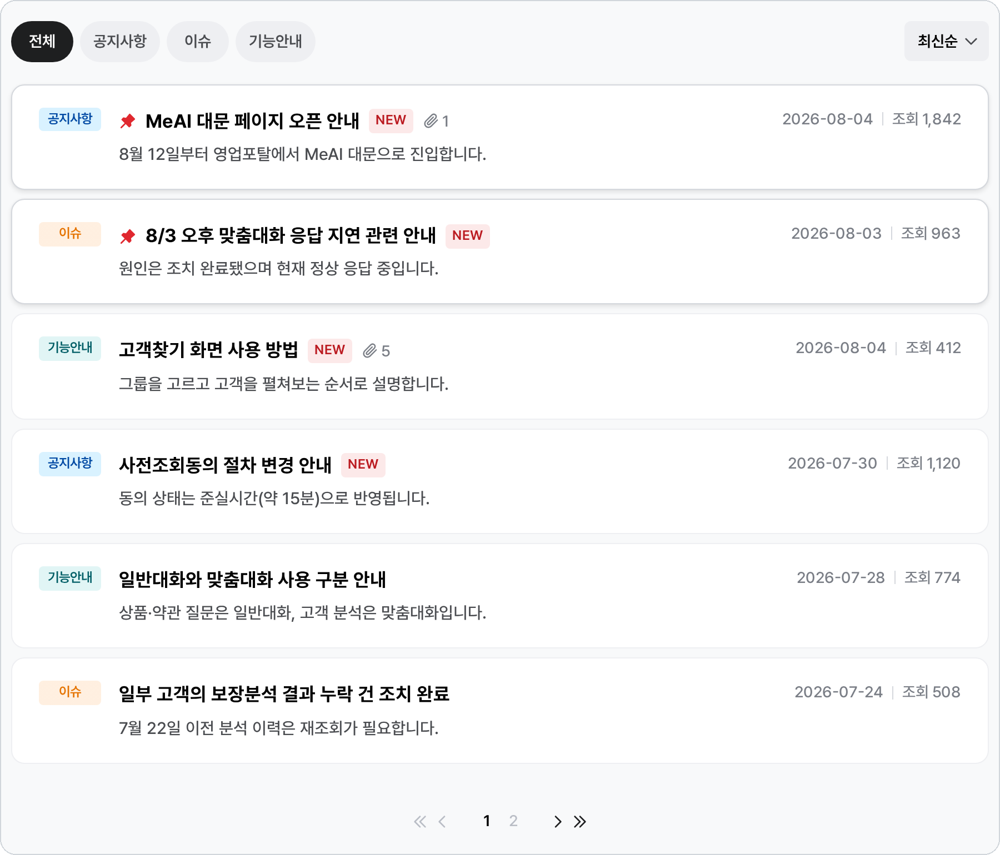 전체 공지사항 이슈 기능안내 최신순
공지사항 MeAI 대문 페이지 오픈 안내 NEW 1 2026-08-04 조회 1,842
8월 12일부터 영업포탈에서 MeAI 대문으로 진입합니다.
이슈 8/3 오후 맞춤대화 응답 지연 관련 안내 NEW 2026-08-03 조회 963
원인은 조치 완료됐으며 현재 정상 응답 중입니다.
기능안내 고객찾기 화면 사용 방법 NEW 5 2026-08-04 조회 412
그룹을 고르고 고객을 펼쳐보는 순서로 설명합니다.
공지사항 사전조회동의 절차 변경 안내 NEW 2026-07-30 조회 1,120
동의 상태는 준실시간(약 15분)으로 반영됩니다.
기능안내 일반대화와 맞춤대화 사용 구분 안내 2026-07-28 조회 774
상품·약관 질문은 일반대화, 고객 분석은 맞춤대화입니다.
이슈 일부 고객의 보장분석 결과 누락 건 조치 완료 2026-07-24 조회 508
7월 22일 이전 분석 이력은 재조회가 필요합니다.
1 2